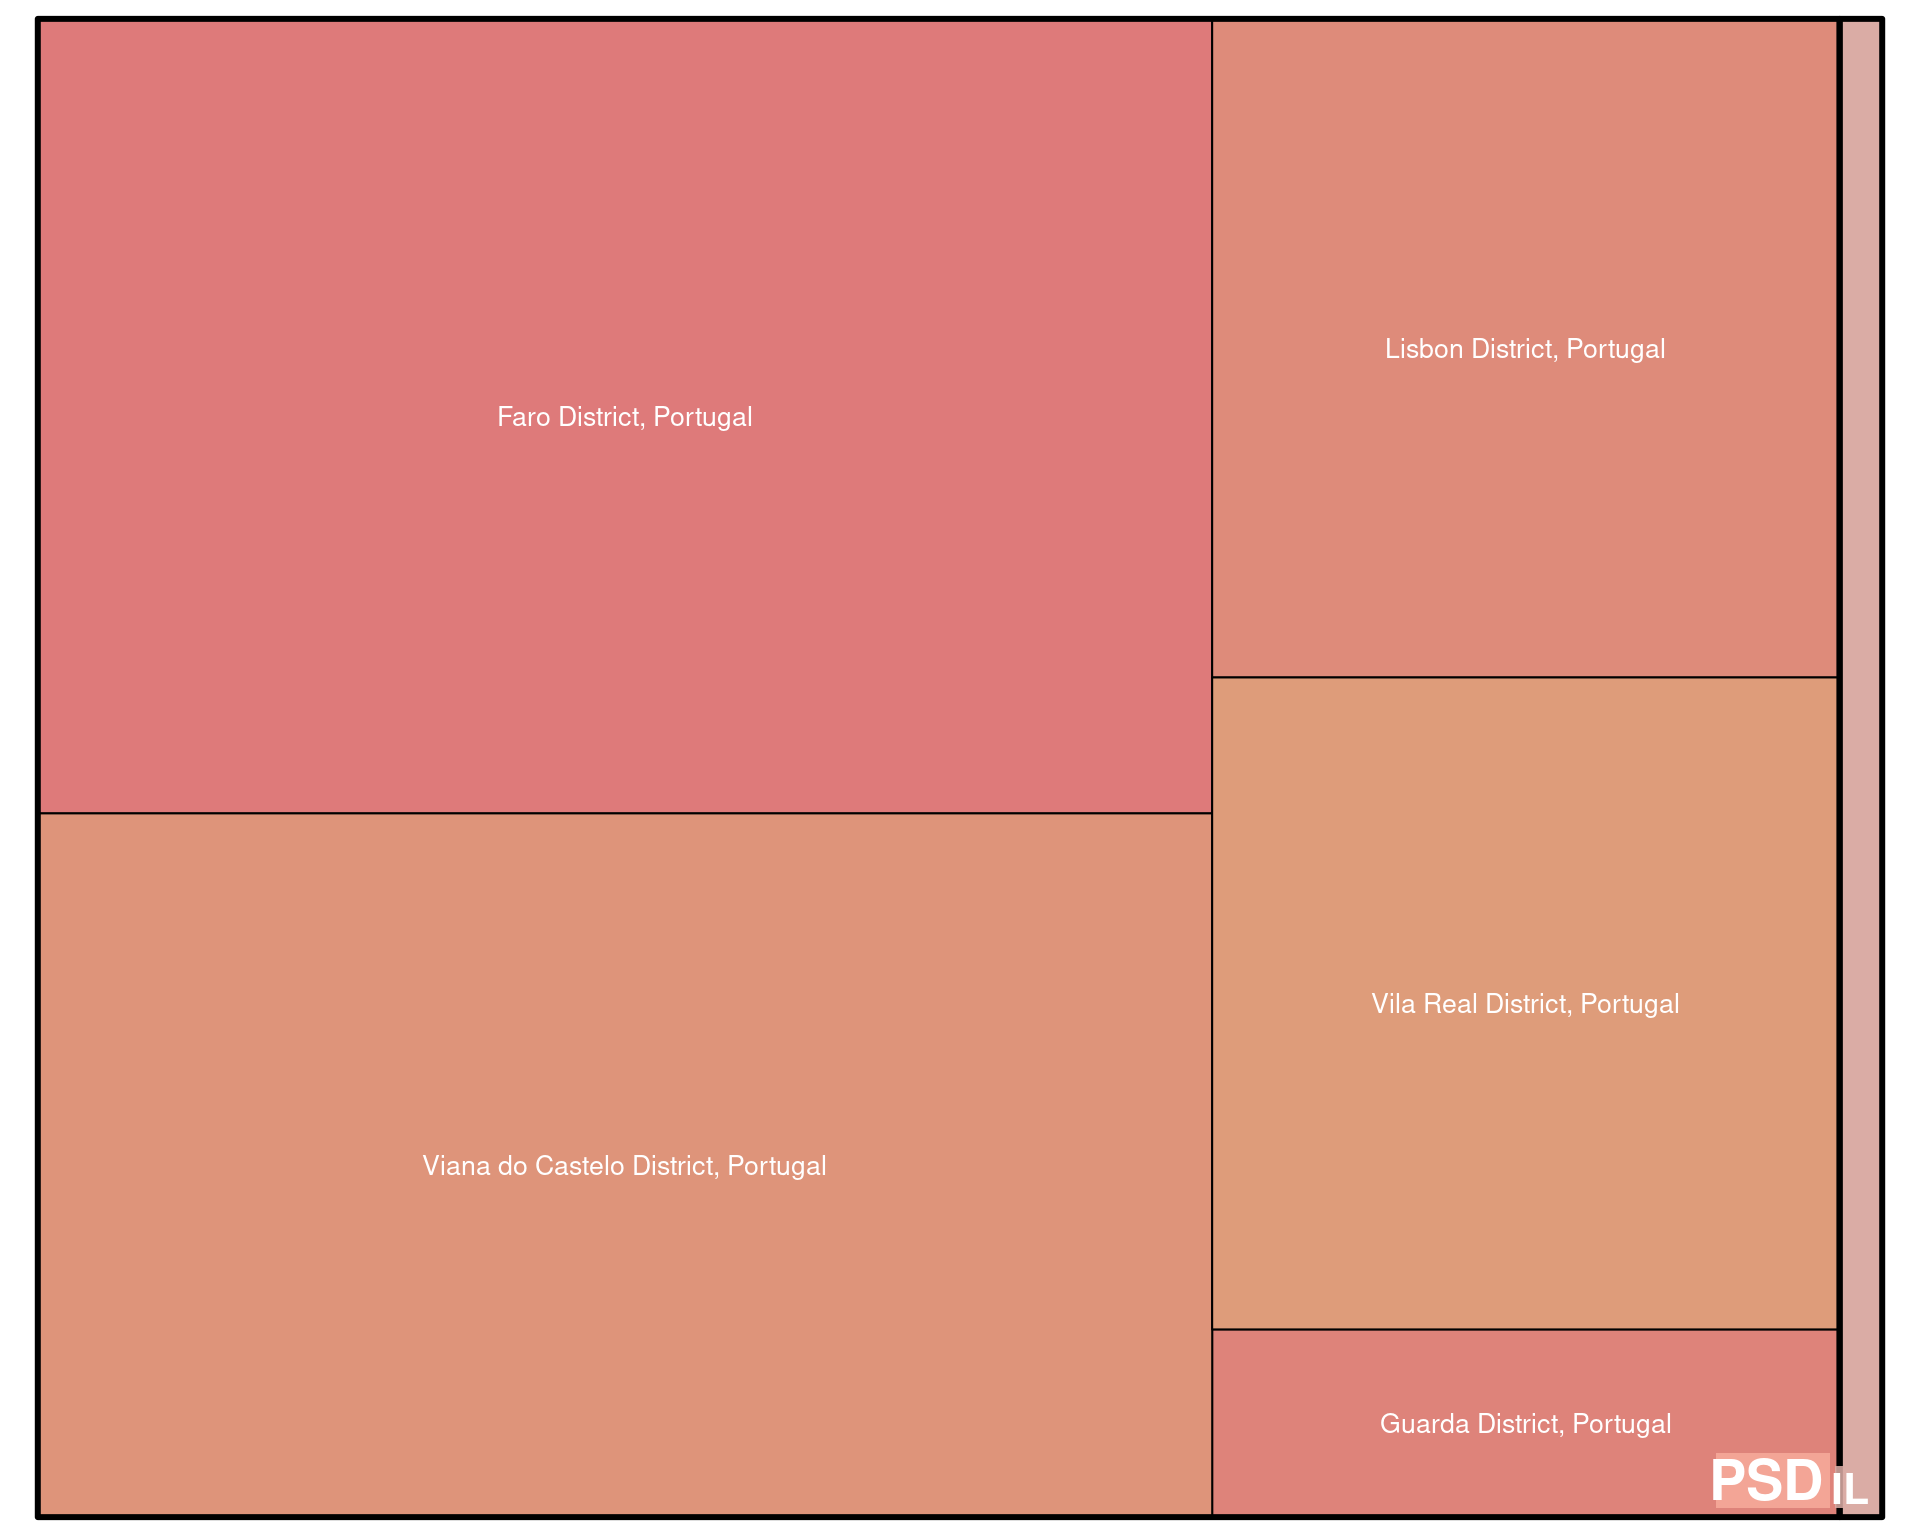 Faro District, Portugal
Lisbon District, Portugal
Viana do Castelo District, Portugal
Vila Real District, Portugal
Guarda District, Portugal
PSD
IL